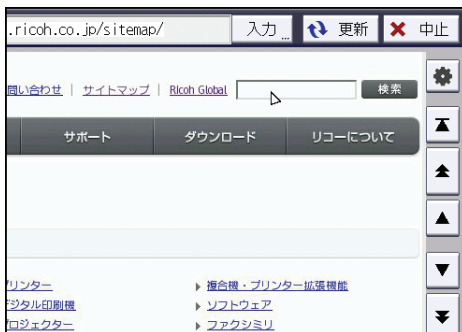 .ricoh.co.jp/sitemap/ 入力... 更新 中止
問い合わせ | サイトマップ | Ricoh Global 検索
サポート ダウンロード リコーについて
リンター 複合機・プリンター拡張機能
デジタル印刷機 ソフトウェア
プロジェクター ファクシミリ